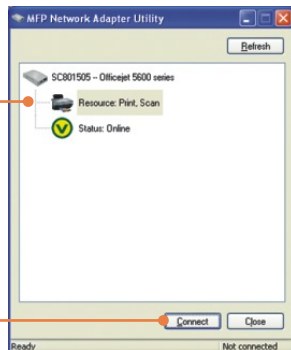 MFP Network Adapter Utility
Refresh
SC801505 -- Officejet 5600 series
Resource: Print, Scan
Status: Online
Connect
Close
Ready
Not connected